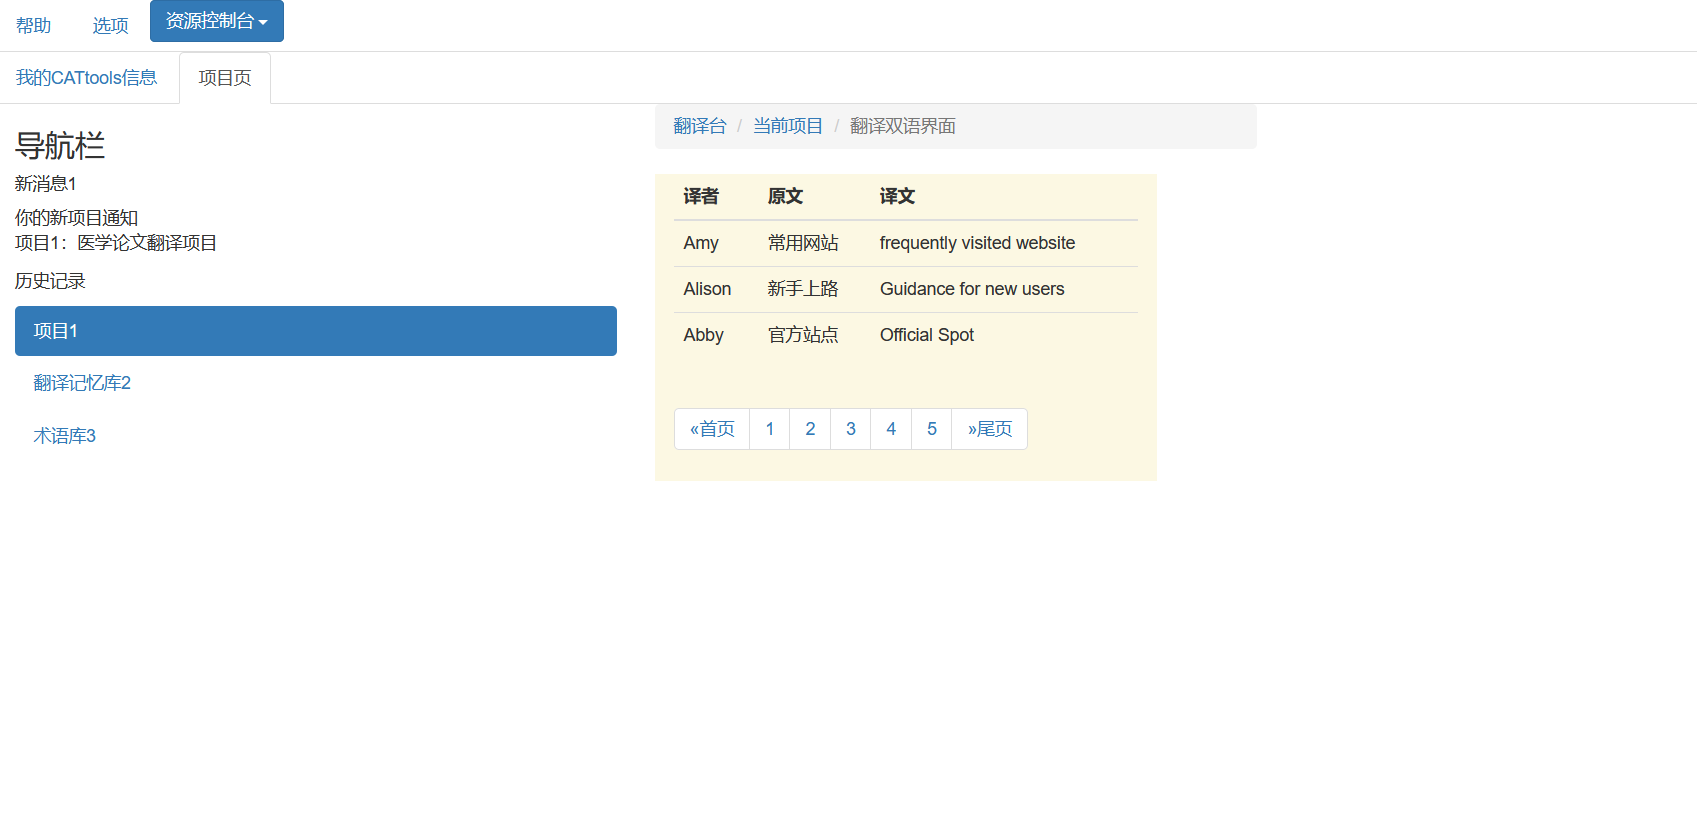 帮助 选项 资源控制台
我的CATtools信息 项目页
导航栏
新消息1
你的新项目通知
项目1：医学论文翻译项目
历史记录
项目1
翻译记忆库2
术语库3
翻译台 / 当前项目 / 翻译双语界面
译者 原文 译文
Amy 常用网站 frequently visited website
Alison 新手上路 Guidance for new users
Abby 官方站点 Official Spot
«首页 1 2 3 4 5 »尾页